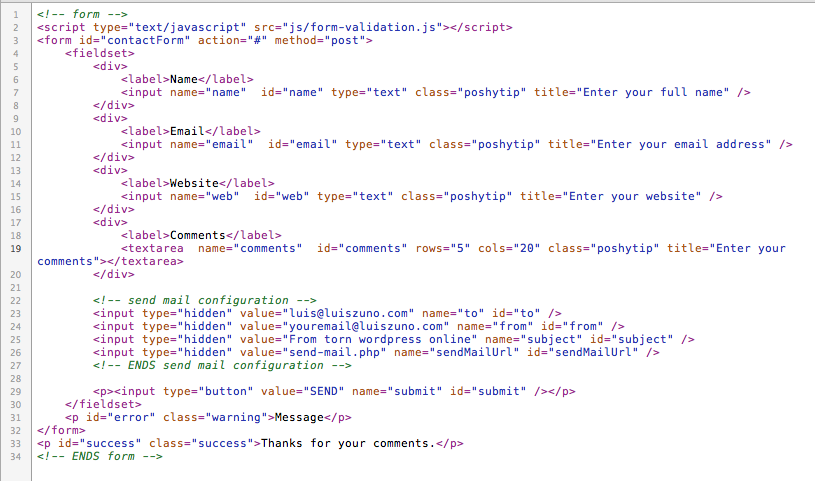 1 <!-- form -->
2 <script type="text/javascript" src="js/form-validation.js"></script>
3 <form id="contactForm" action="#" method="post">
4 <fieldset>
5 <div>
6 <label>Name</label>
7 <input name="name"  id="name" type="text" class="poshytip" title="Enter your full name" />
8 </div>
9 <div>
10 <label>Email</label>
11 <input name="email"  id="email" type="text" class="poshytip" title="Enter your email address" />
12 </div>
13 <div>
14 <label>Website</label>
15 <input name="web"  id="web" type="text" class="poshytip" title="Enter your website" />
16 </div>
17 <div>
18 <label>Comments</label>
19 <textarea  name="comments"  id="comments" rows="5" cols="20" class="poshytip" title="Enter your
comments"></textarea>
20 </div>
21
22 <!-- send mail configuration -->
23 <input type="hidden" value="luis@luiszuno.com" name="to" id="to" />
24 <input type="hidden" value="youremail@luiszuno.com" name="from" id="from" />
25 <input type="hidden" value="From torn wordpress online" name="subject" id="subject" />
26 <input type="hidden" value="send-mail.php" name="sendMailUrl" id="sendMailUrl" />
27 <!-- ENDS send mail configuration -->
28
29 <p><input type="button" value="SEND" name="submit" id="submit" /></p>
30 </fieldset>
31 <p id="error" class="warning">Message</p>
32 </form>
33 <p id="success" class="success">Thanks for your comments.</p>
34 <!-- ENDS form -->